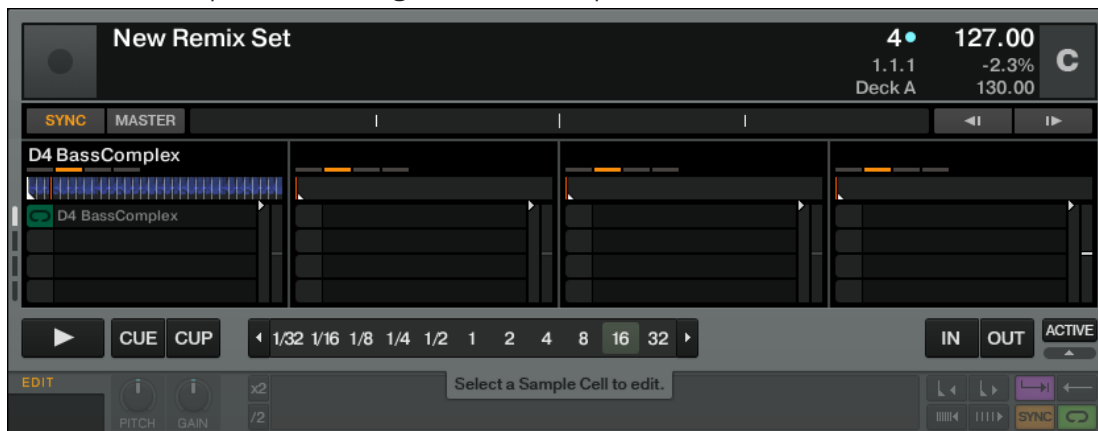 New Remix Set
4 127.00
1.1.1 -2.3%
Deck A 130.00
C
SYNC MASTER
D4 BassComplex
D4 BassComplex
CUE CUP 1/32 1/16 1/8 1/4 1/2 1 2 4 8 16 32 IN OUT ACTIVE
EDIT
Select a Sample Cell to edit.
x2
PITCH GAIN /2 SYNC